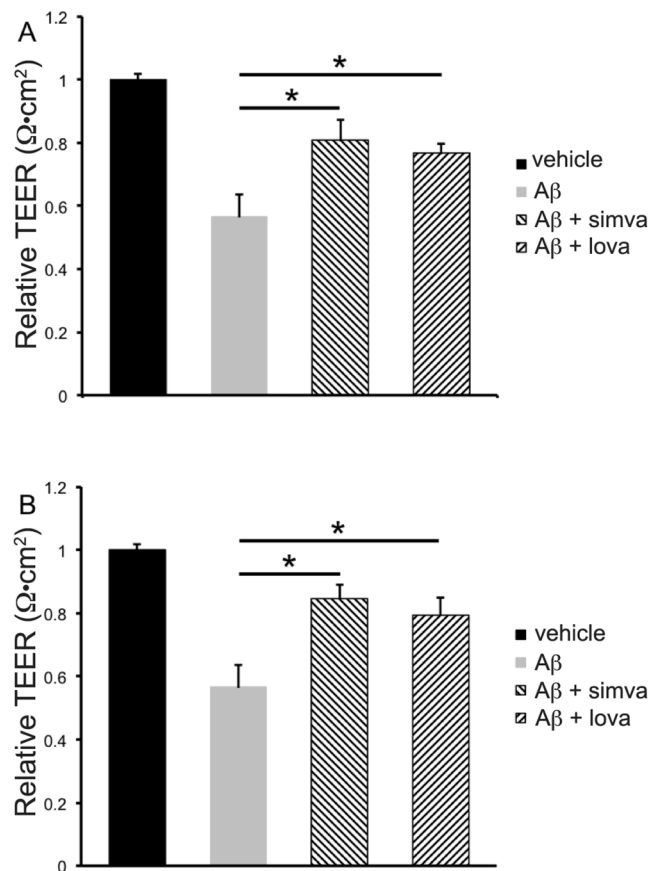 A
Relative TEER (Ω•cm²)
1.2
1
0.8
0.6
0.4
0.2
0
*
*
vehicle
Aβ
Aβ + simva
Aβ + lova
B
Relative TEER (Ω•cm²)
1.2
1
0.8
0.6
0.4
0.2
0
*
*
vehicle
Aβ
Aβ + simva
Aβ + lova